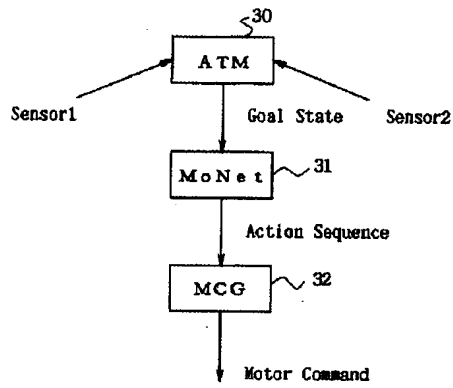 30
ATM
Sensor1
Goal State
Sensor2
MoNet
31
Action Sequence
MCG
32
Motor Command